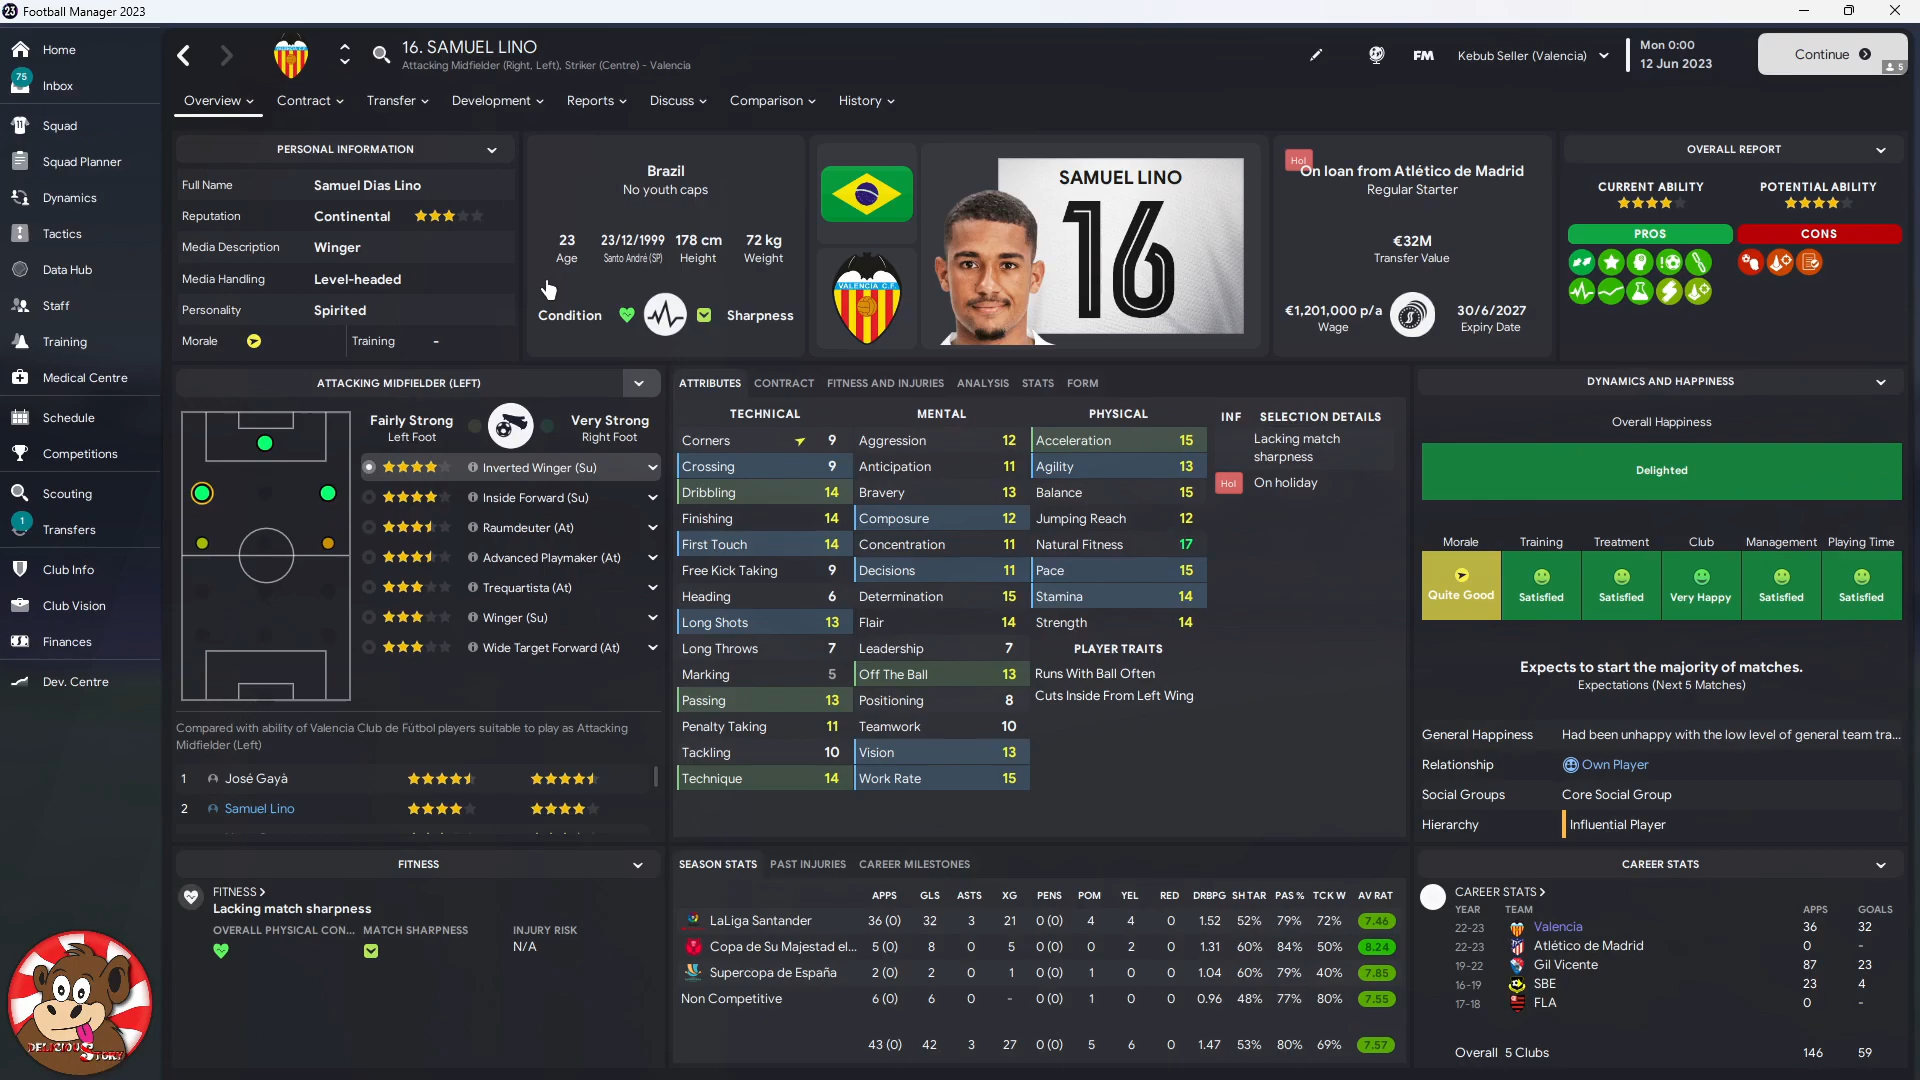 23 Football Manager 2023
Home
75
Inbox
Squad
Squad Planner
Dynamics
Tactics
Data Hub
Staff
Training
Medical Centre
Schedule
Competitions
Scouting
1
Transfers
Club Info
Club Vision
Finances
Dev. Centre
DELICIOUS STORY
16. SAMUEL LINO
Attacking Midfielder (Right, Left), Striker (Centre) - Valencia
FM
Kebub Seller (Valencia)
Mon 0:00
12 Jun 2023
Continue
5
Overview
Contract
Transfer
Development
Reports
Discuss
Comparison
History
PERSONAL INFORMATION
Full Name Samuel Dias Lino
Reputation Continental
Media Description Winger
Media Handling Level-headed
Personality Spirited
Morale Training -
Brazil
No youth caps
23 23/12/1999 178 cm 72 kg
Age Santo André (SP) Height Weight
Condition Sharpness
VALENCIA C.F.
SAMUEL LINO
16
Hol
On loan from Atlético de Madrid
Regular Starter
€32M
Transfer Value
€1,201,000 p/a 30/6/2027
Wage Expiry Date
OVERALL REPORT
CURRENT ABILITY POTENTIAL ABILITY
PROS CONS
ATTACKING MIDFIELDER (LEFT)
Fairly Strong Very Strong
Left Foot Right Foot
Inverted Winger (Su)
Inside Forward (Su)
Raumdeuter (At)
Advanced Playmaker (At)
Trequartista (At)
Winger (Su)
Wide Target Forward (At)
Compared with ability of Valencia Club de Fútbol players suitable to play as Attacking
Midfielder (Left)
1 José Gayà
2 Samuel Lino
ATTRIBUTES CONTRACT FITNESS AND INJURIES ANALYSIS STATS FORM
TECHNICAL MENTAL PHYSICAL
Corners 9 Aggression 12 Acceleration 15
Crossing 9 Anticipation 11 Agility 13
Dribbling 14 Bravery 13 Balance 15
Finishing 14 Composure 12 Jumping Reach 12
First Touch 14 Concentration 11 Natural Fitness 17
Free Kick Taking 9 Decisions 11 Pace 15
Heading 6 Determination 15 Stamina 14
Long Shots 13 Flair 14 Strength 14
Long Throws 7 Leadership 7 PLAYER TRAITS
Marking 5 Off The Ball 13 Runs With Ball Often
Passing 13 Positioning 8 Cuts Inside From Left Wing
Penalty Taking 11 Teamwork 10
Tackling 10 Vision 13
Technique 14 Work Rate 15
INF SELECTION DETAILS
Lacking match
sharpness
Hol On holiday
DYNAMICS AND HAPPINESS
Overall Happiness
Delighted
Morale Training Treatment Club Management Playing Time
Quite Good Satisfied Satisfied Very Happy Satisfied Satisfied
Expects to start the majority of matches.
Expectations (Next 5 Matches)
General Happiness Had been unhappy with the low level of general team tra...
Relationship Own Player
Social Groups Core Social Group
Hierarchy Influential Player
FITNESS
FITNESS >
Lacking match sharpness
OVERALL PHYSICAL CON... MATCH SHARPNESS INJURY RISK
N/A
SEASON STATS PAST INJURIES CAREER MILESTONES
APPS GLS ASTS XG PENS POM YEL RED DRBPG SH TAR PAS % TCK W AV RAT
LaLiga Santander 36 (0) 32 3 21 0 (0) 4 4 0 1.52 52% 79% 72% 7.46
Copa de Su Majestad el... 5 (0) 8 0 5 0 (0) 0 2 0 1.31 60% 84% 50% 8.24
Supercopa de España 2 (0) 2 0 1 0 (0) 1 0 0 1.04 60% 79% 40% 7.85
Non Competitive 6 (0) 6 0 - 0 (0) 1 0 0 0.96 48% 77% 80% 7.55
43 (0) 42 3 27 0 (0) 5 6 0 1.47 53% 80% 69% 7.57
CAREER STATS
CAREER STATS >
YEAR TEAM APPS GOALS
22-23 Valencia 36 32
22-23 Atlético de Madrid 0 -
19-22 Gil Vicente 87 23
16-19 SBE 23 4
17-18 FLA 0 -
Overall 5 Clubs 146 59